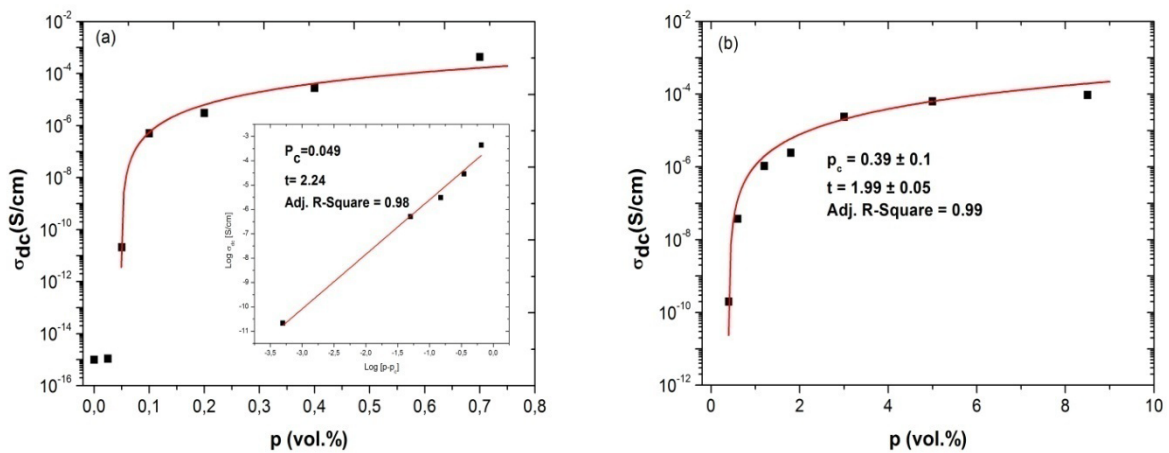 (a)
σdc(S/cm)
10⁻²
10⁻⁴
10⁻⁶
10⁻⁸
10⁻¹⁰
10⁻¹²
10⁻¹⁴
10⁻¹⁶
0,0 0,1 0,2 0,3 0,4 0,5 0,6 0,7 0,8
p (vol.%)
Pc=0.049
t= 2.24
Adj. R-Square = 0.98
Log σdc [S/cm]
-3
-4
-5
-6
-7
-8
-9
-10
-11
-3,5 -3,0 -2,5 -2,0 -1,5 -1,0 -0,5 0,0
Log [p-pc]
(b)
σdc(S/cm)
10⁻²
10⁻⁴
10⁻⁶
10⁻⁸
10⁻¹⁰
10⁻¹²
0 2 4 6 8 10
p (vol.%)
pc = 0.39 ± 0.1
t = 1.99 ± 0.05
Adj. R-Square = 0.99